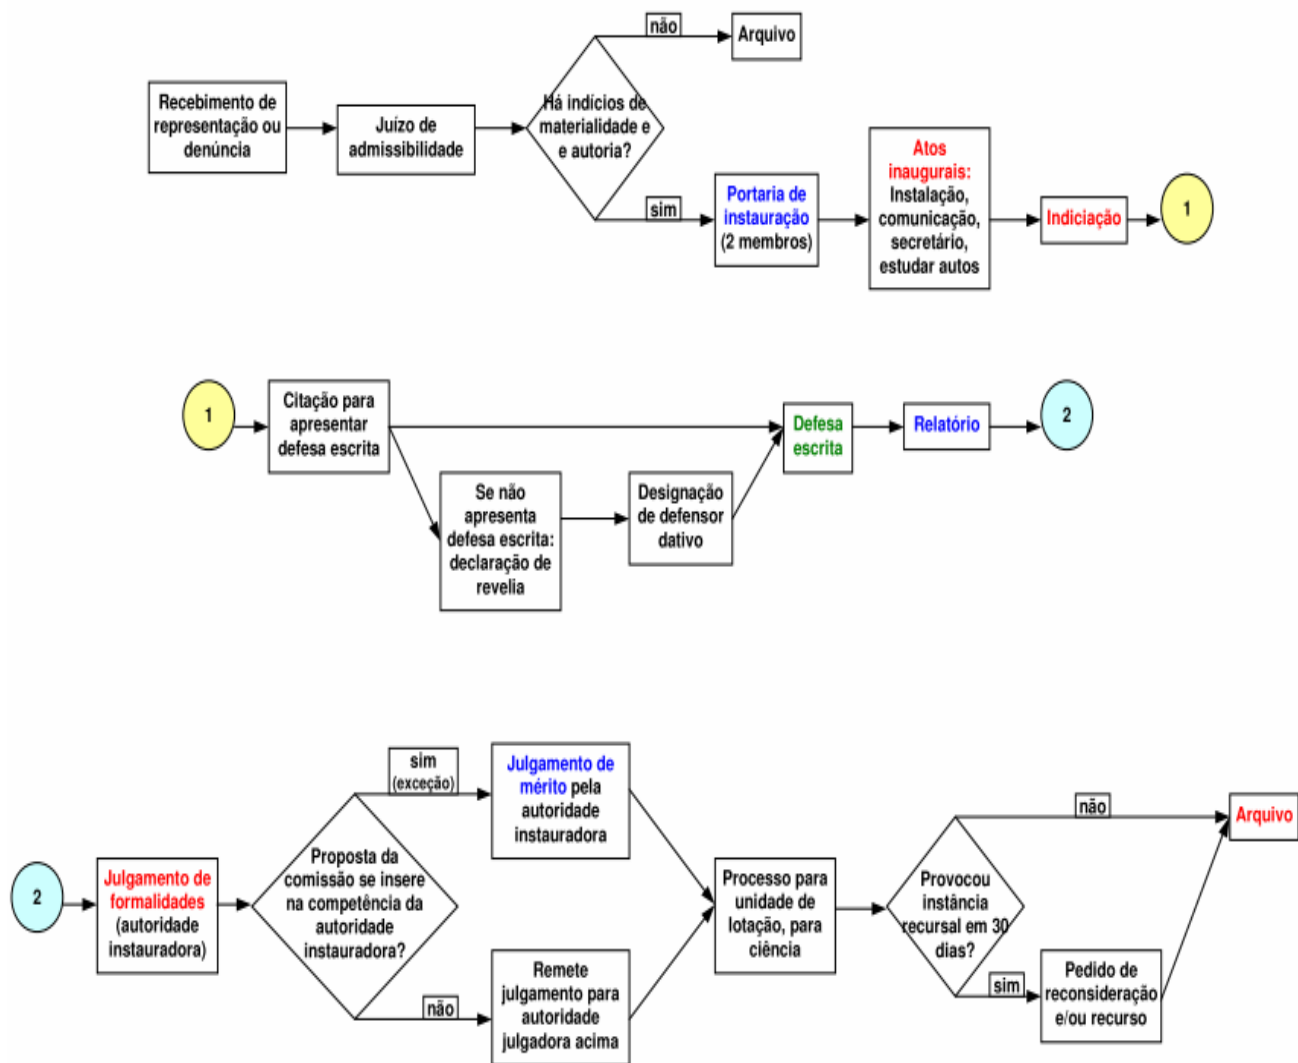 não
Arquivo
Recebimento de
representação ou
denúncia
Juízo de
admissibilidade
Há indícios de
materialidade e
e autoria?
sim
Portaria de
instauração
(2 membros)
Atos
inaugurais:
Instalação,
comunicação,
secretário,
estudar autos
Indiciação
1
1
Citação para
apresentar
defesa escrita
Se não
apresenta
defesa escrita:
declaração de
revelia
Designação
de defensor
dativo
Defesa
escrita
Relatório
2
2
Julgamento de
formalidades
(autoridade
instauradora)
Proposta da
comissão se insere
na competência da
autoridade
instauradora?
sim
(exceção)
Julgamento de
mérito pela
autoridade
instauradora
não
Remete
julgamento para
autoridade
julgadora acima
Processo para
unidade de
lotação, para
ciência
Provocou
instância
recursal em 30
dias?
não
Arquivo
sim
Pedido de
reconsideração
e/ou recurso